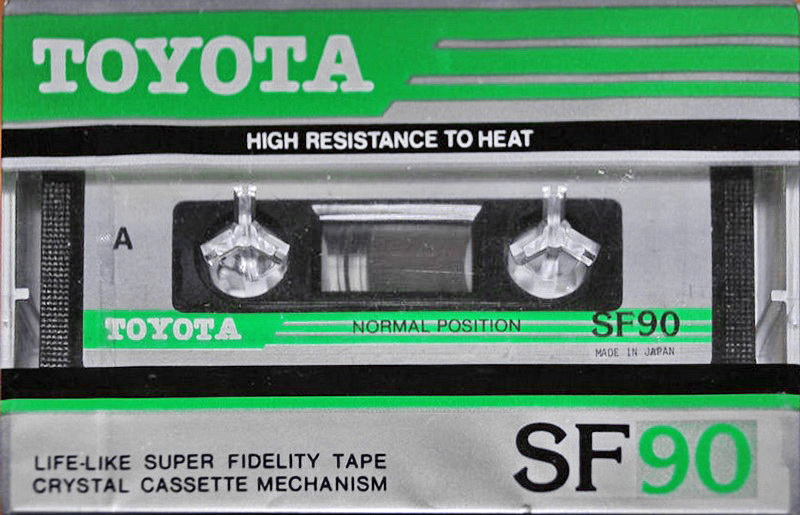 TOYOTA
HIGH RESISTANCE TO HEAT
A
TOYOTA NORMAL POSITION SF90
MADE IN JAPAN
LIFE-LIKE SUPER FIDELITY TAPE
CRYSTAL CASSETTE MECHANISM
SF90